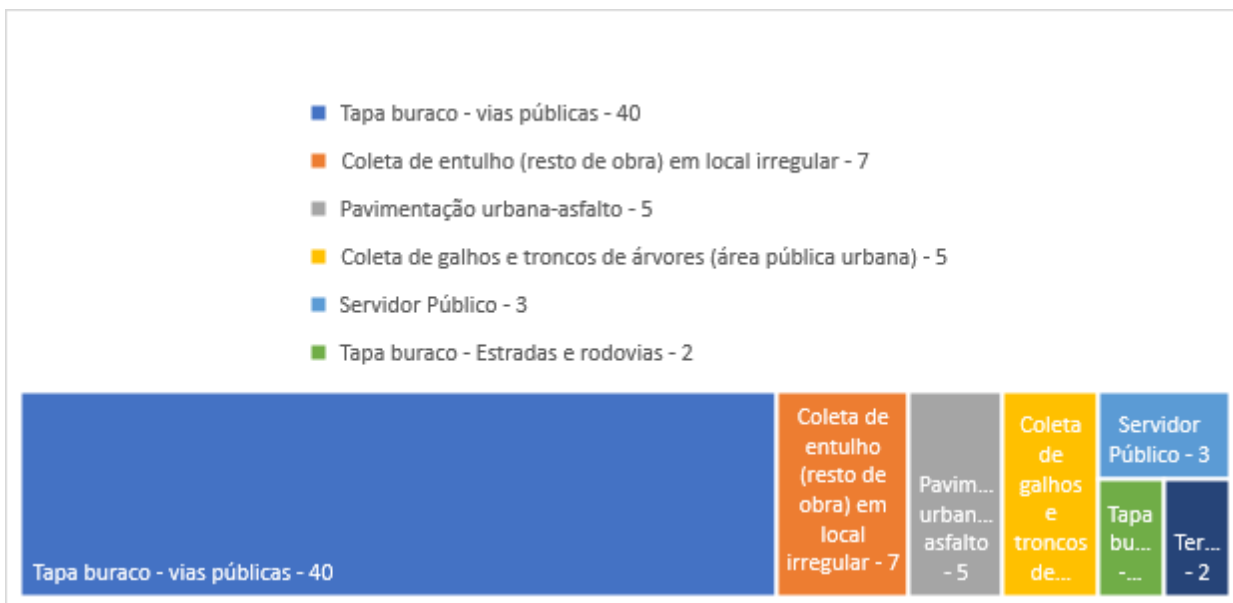 Tapa buraco - vias públicas - 40
Coleta de entulho (resto de obra) em local irregular - 7
Pavimentação urbana-asfalto - 5
Coleta de galhos e troncos de árvores (área pública urbana) - 5
Servidor Público - 3
Tapa buraco - Estradas e rodovias - 2
Tapa buraco - vias públicas - 40
Coleta de
entulho
(resto de
obra) em
local
irregular - 7
Pavim...
urban...
asfalto
- 5
Coleta
de
galhos
e
troncos
de...
Servidor
Público - 3
Tapa
bu...
-...
Ter...
- 2